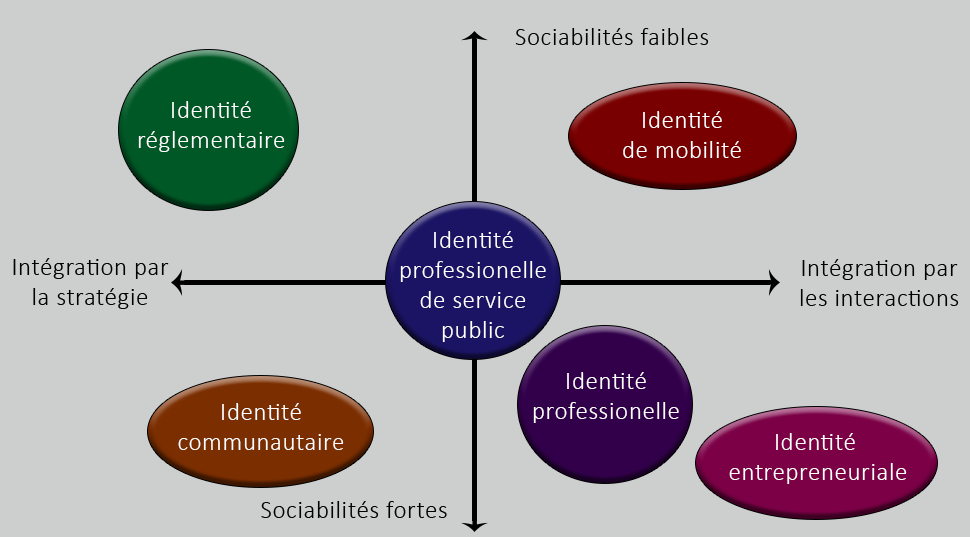 Sociabilités faibles
Identité
réglementaire
Identité
de mobilité
Intégration par
la stratégie
Identité
professionelle
de service
public
Intégration par
les interactions
Identité
professionelle
Identité
communautaire
Identité
entrepreneuriale
Sociabilités fortes